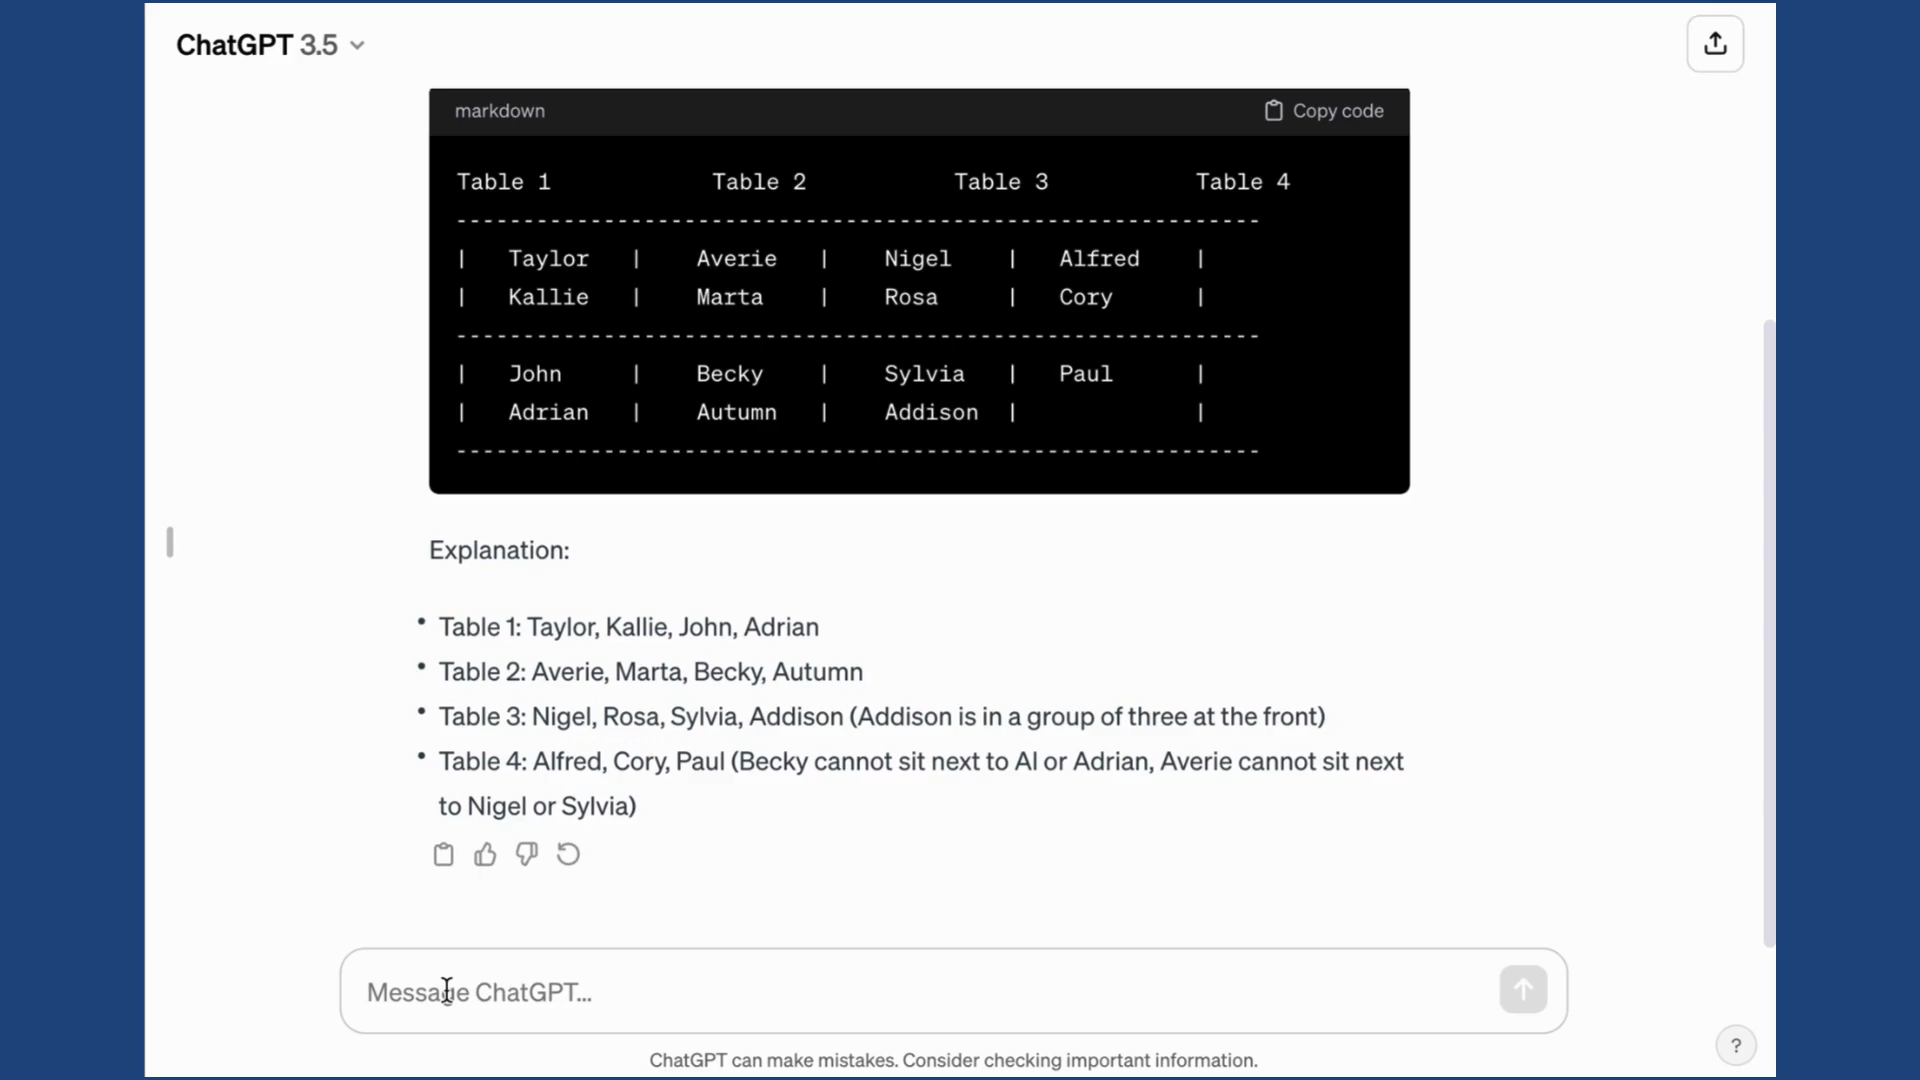 ChatGPT 3.5
markdown Copy code
Table 1 Table 2 Table 3 Table 4
------------------------------------------------------------
| Taylor | Averie | Nigel | Alfred |
| Kallie | Marta | Rosa | Cory |
------------------------------------------------------------
| John | Becky | Sylvia | Paul |
| Adrian | Autumn | Addison | |
------------------------------------------------------------
Explanation:
• Table 1: Taylor, Kallie, John, Adrian
• Table 2: Averie, Marta, Becky, Autumn
• Table 3: Nigel, Rosa, Sylvia, Addison (Addison is in a group of three at the front)
• Table 4: Alfred, Cory, Paul (Becky cannot sit next to Al or Adrian, Averie cannot sit next
to Nigel or Sylvia)
Message ChatGPT...
ChatGPT can make mistakes. Consider checking important information.
?